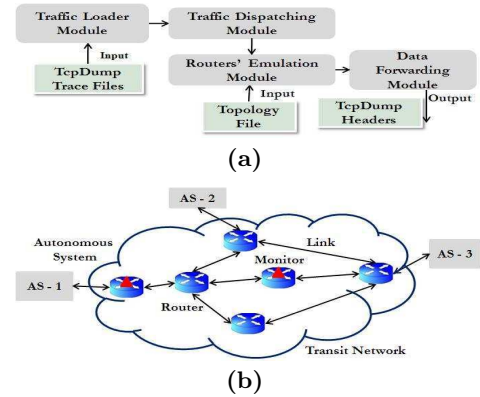 Traffic Loader
Module
Traffic Dispatching
Module
Input
TcpDump
Trace Files
Routers' Emulation
Module
Data
Forwarding
Module
Input
Topology
File
TcpDump
Headers
Output
(a)
AS - 2
Autonomous
System
Link
Monitor
AS - 3
AS - 1
Router
Transit Network
(b)